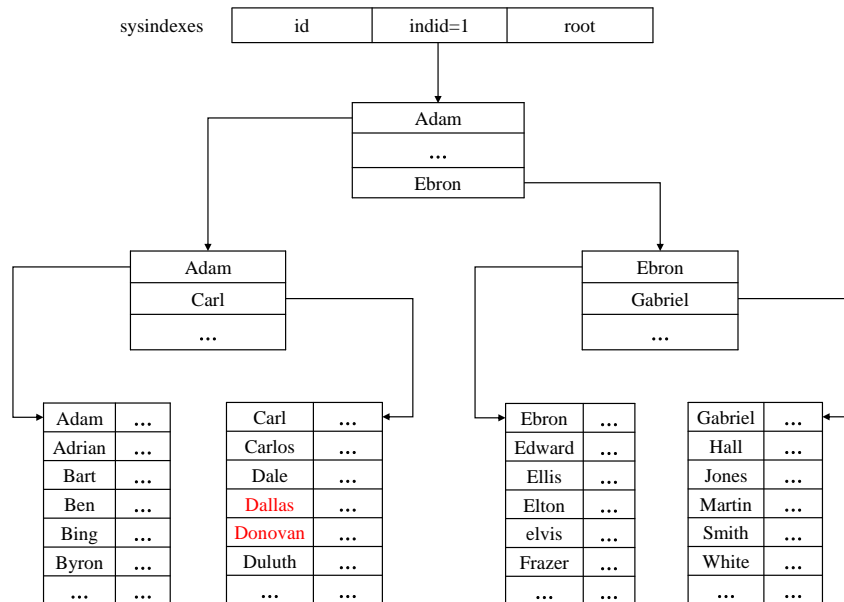 sysindexes id indid=1 root
Adam
...
Ebron
Adam
Carl
...
Ebron
Gabriel
...
Adam ...
Adrian ...
Bart ...
Ben ...
Bing ...
Byron ...
... ...
Carl ...
Carlos ...
Dale ...
Dallas ...
Donovan ...
Duluth ...
... ...
Ebron ...
Edward ...
Ellis ...
Elton ...
elvis ...
Frazer ...
... ...
Gabriel ...
Hall ...
Jones ...
Martin ...
Smith ...
White ...
... ...